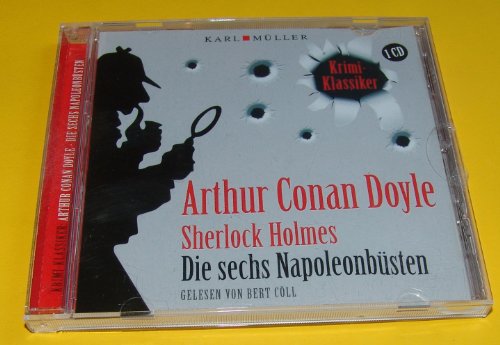 KARL MÜLLER
1 CD
Krimi-
Klassiker
Arthur Conan Doyle
Sherlock Holmes
Die sechs Napoleonbüsten
GELESEN VON BERT CÖLL
KRIMI-KLASSIKER · ARTHUR CONAN DOYLE · DIE SECHS NAPOLEONBÜSTEN